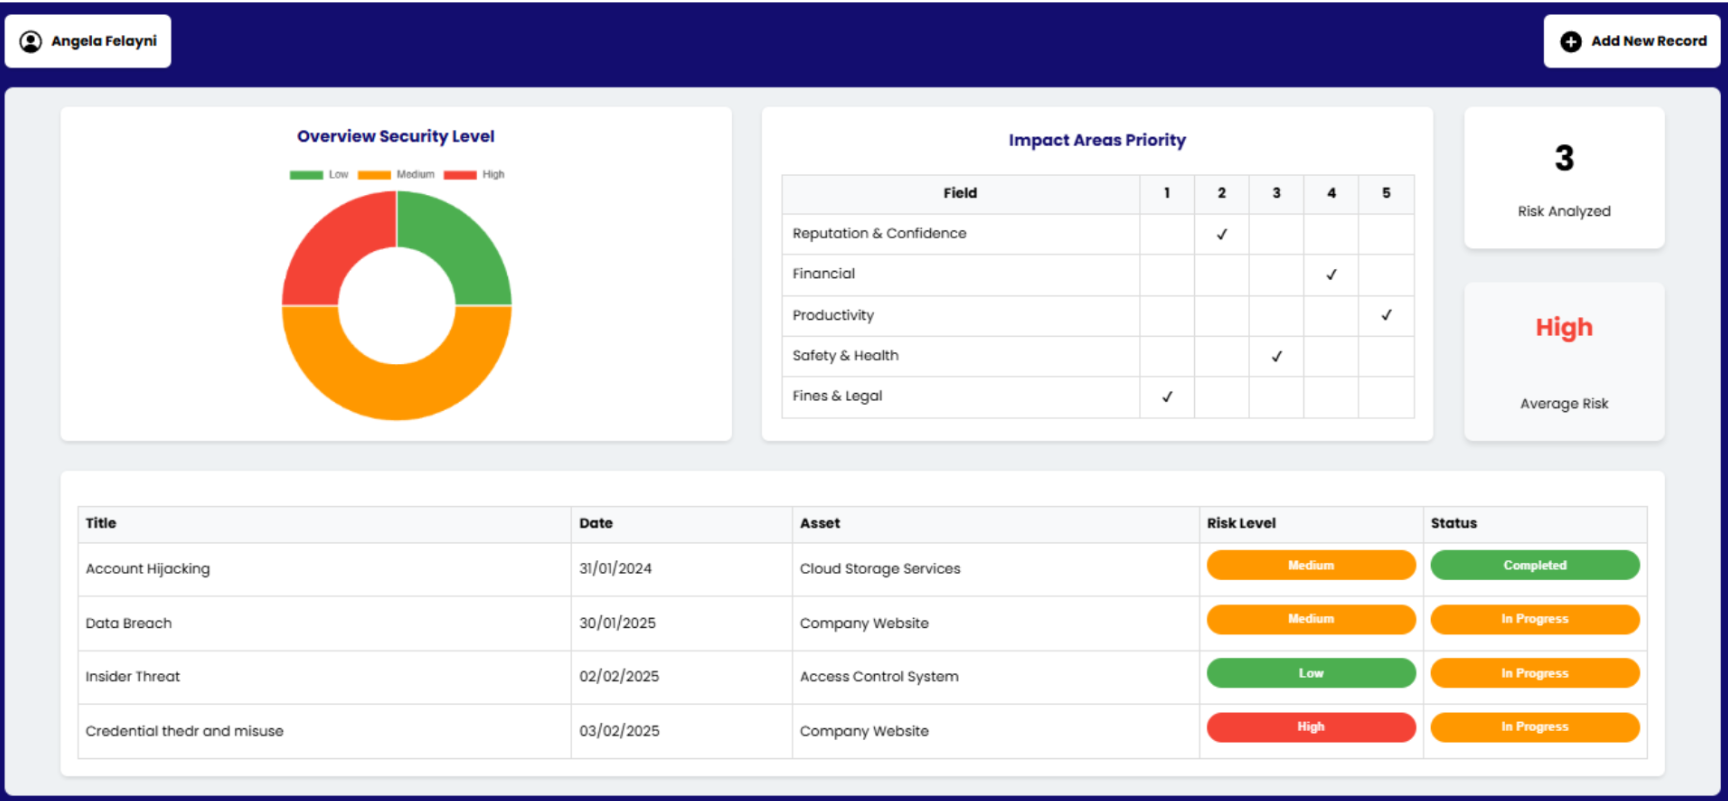 Angela Felayni
Add New Record
Overview Security Level
Low Medium High
Impact Areas Priority
Field 1 2 3 4 5
Reputation & Confidence ✓
Financial ✓
Productivity ✓
Safety & Health ✓
Fines & Legal ✓
3
Risk Analyzed
High
Average Risk
Title Date Asset Risk Level Status
Account Hijacking 31/01/2024 Cloud Storage Services Medium Completed
Data Breach 30/01/2025 Company Website Medium In Progress
Insider Threat 02/02/2025 Access Control System Low In Progress
Credential thedr and misuse 03/02/2025 Company Website High In Progress